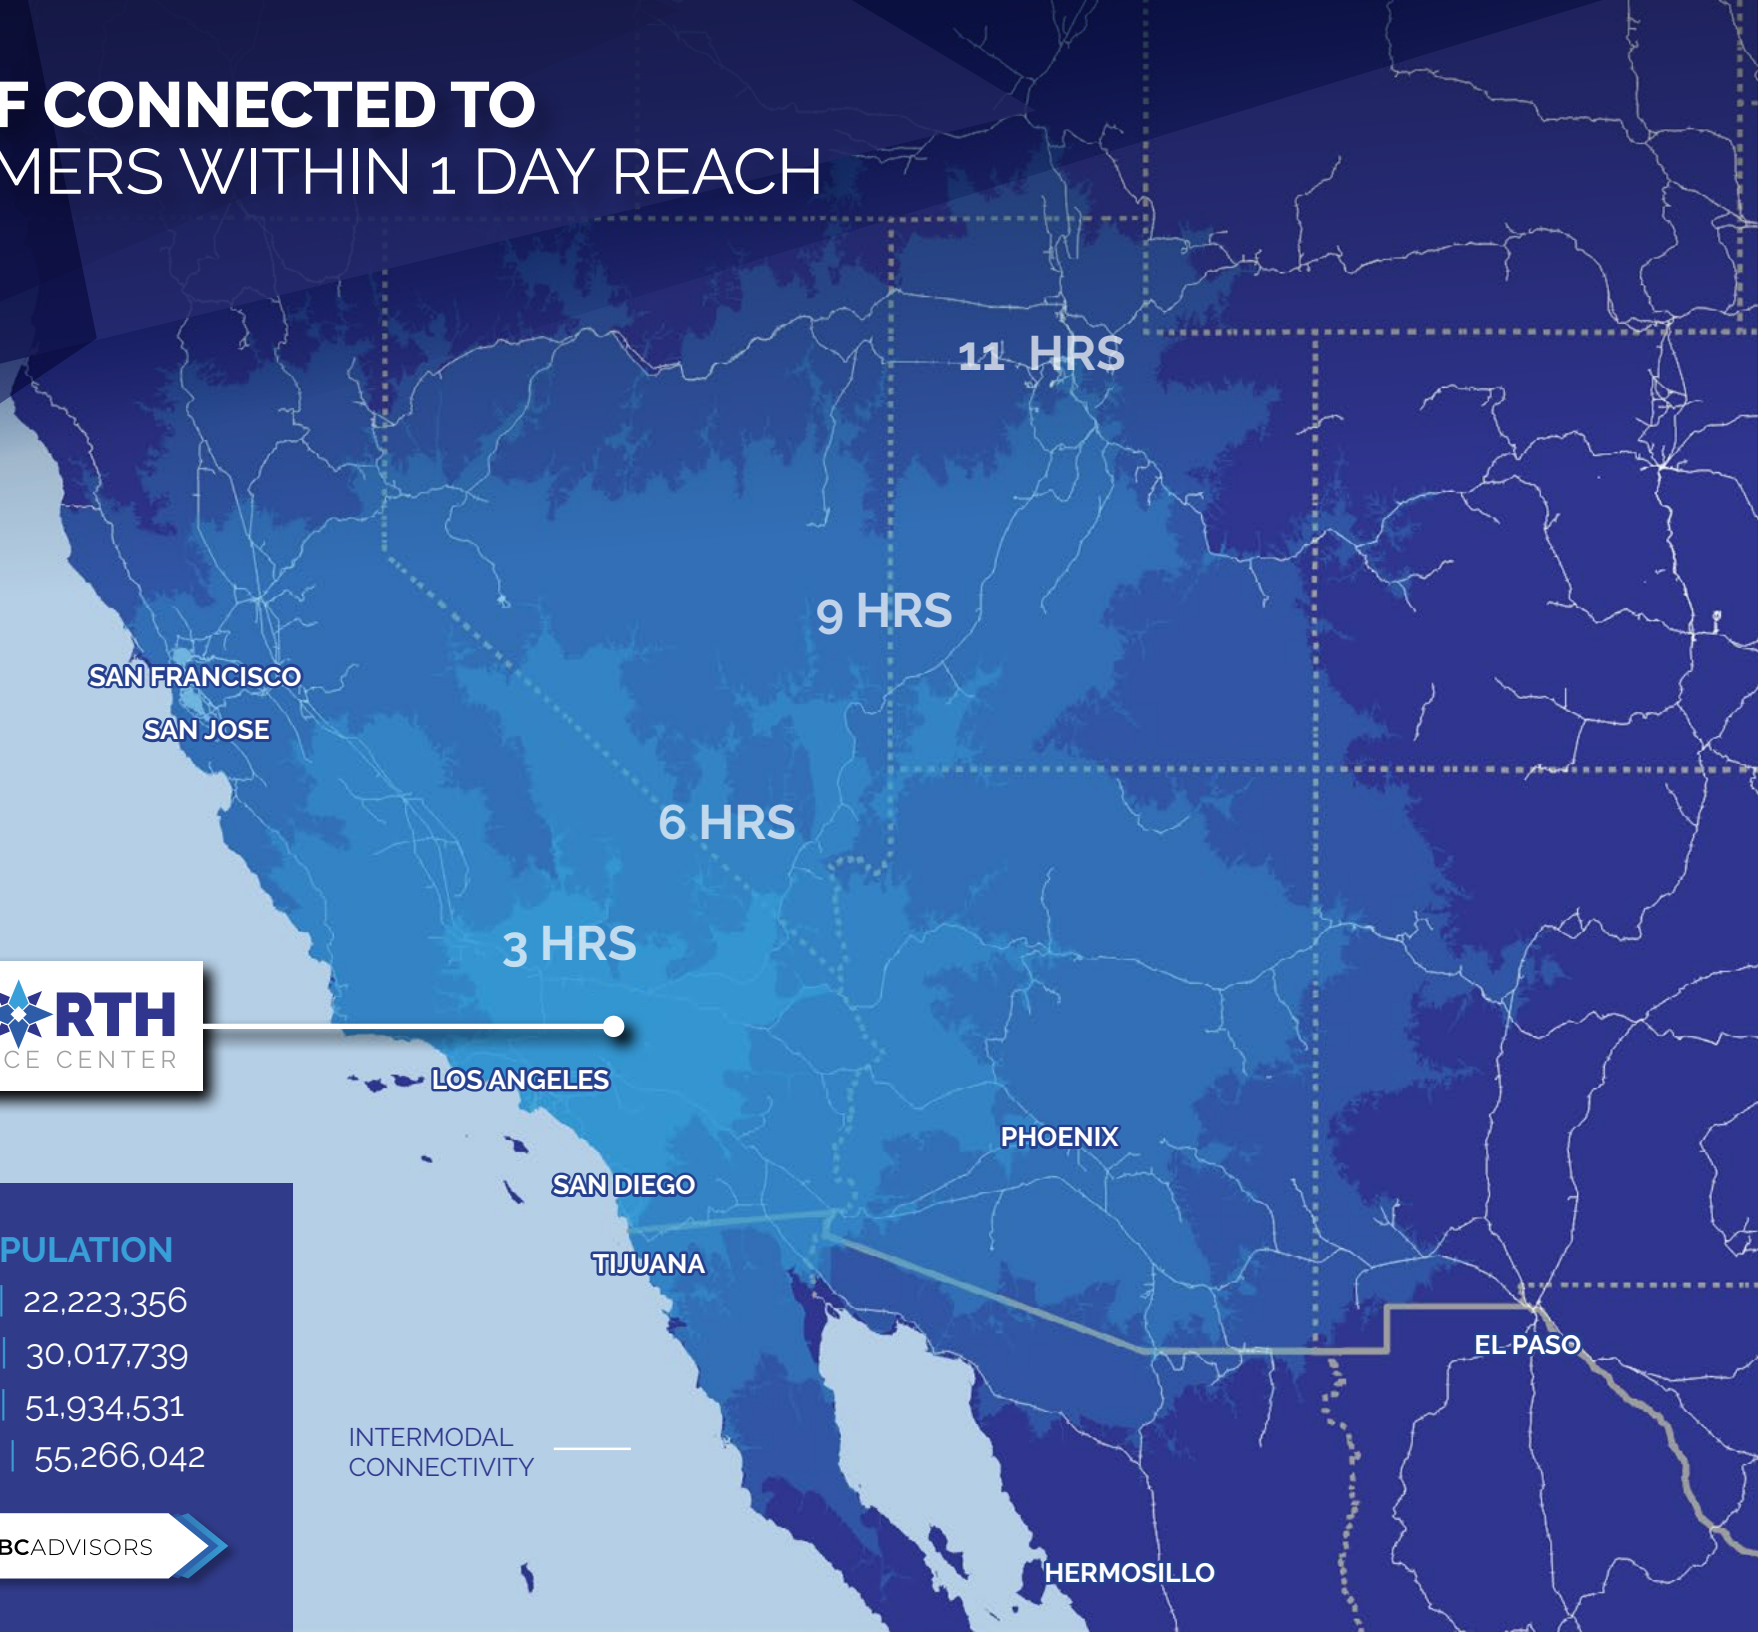 F CONNECTED TO
MERS WITHIN 1 DAY REACH
11 HRS
9 HRS
SAN FRANCISCO
SAN JOSE
6 HRS
3 HRS
RTH
CE CENTER
LOS ANGELES
PHOENIX
SAN DIEGO
TIJUANA
PULATION
22,223,356
30,017,739
51,934,531
55,266,042
EL PASO
INTERMODAL
CONNECTIVITY
BCADVISORS
HERMOSILLO